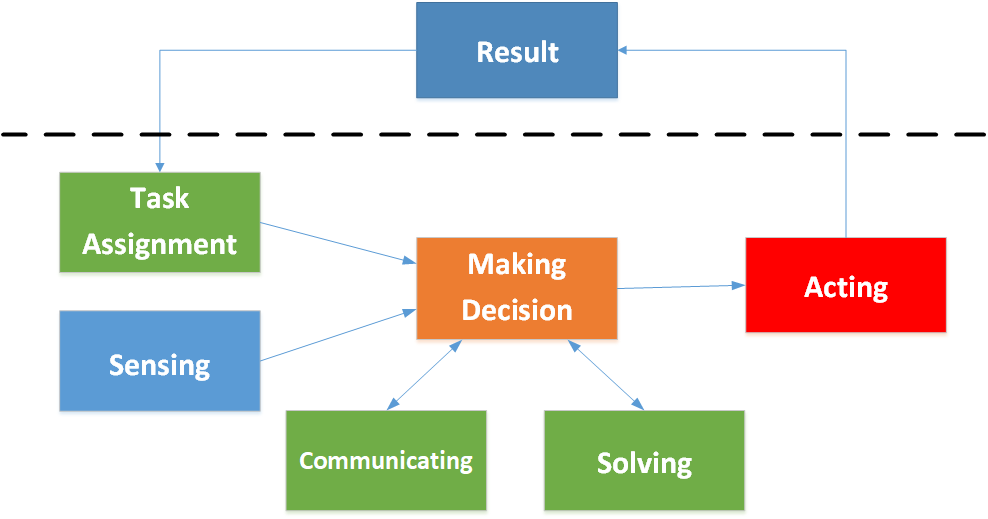 Result
Task
Assignment
Making
Decision
Acting
Sensing
Communicating
Solving